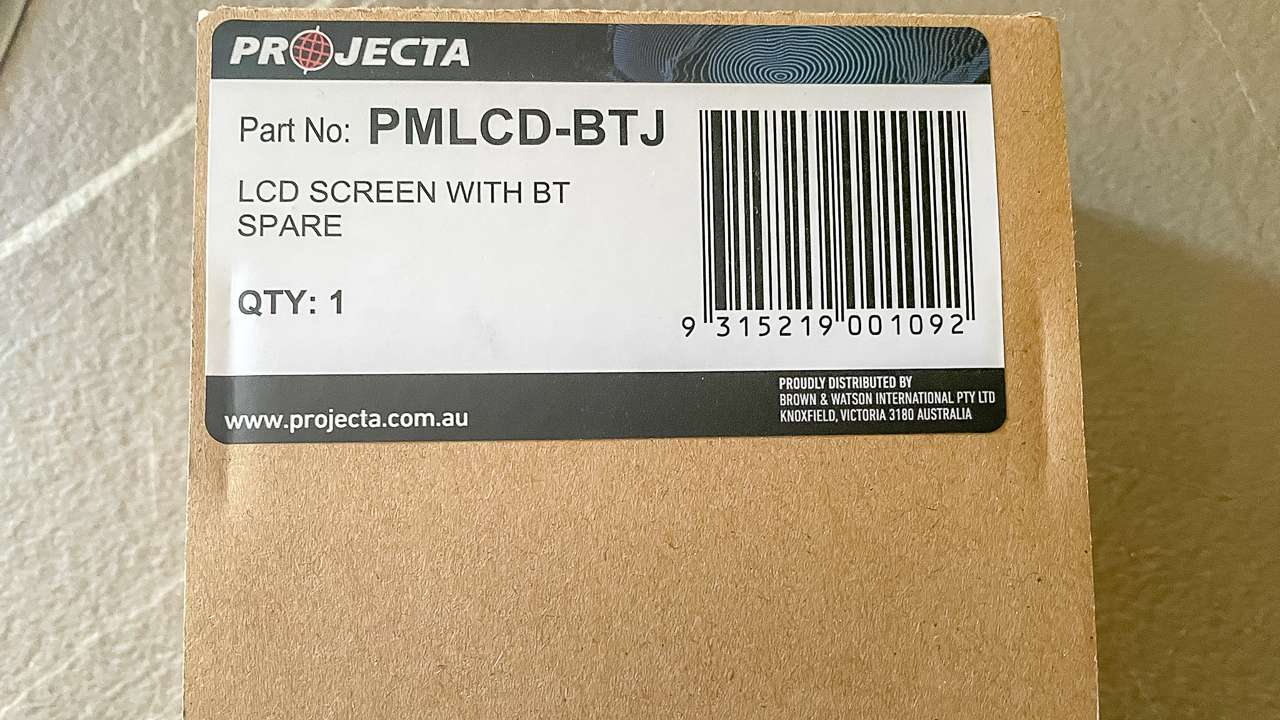 PROJECTA
Part No: PMLCD-BTJ
LCD SCREEN WITH BT
SPARE
QTY: 1
9 315219 001092
www.projecta.com.au
PROUDLY DISTRIBUTED BY
BROWN & WATSON INTERNATIONAL PTY LTD
KNOXFIELD, VICTORIA 3180 AUSTRALIA